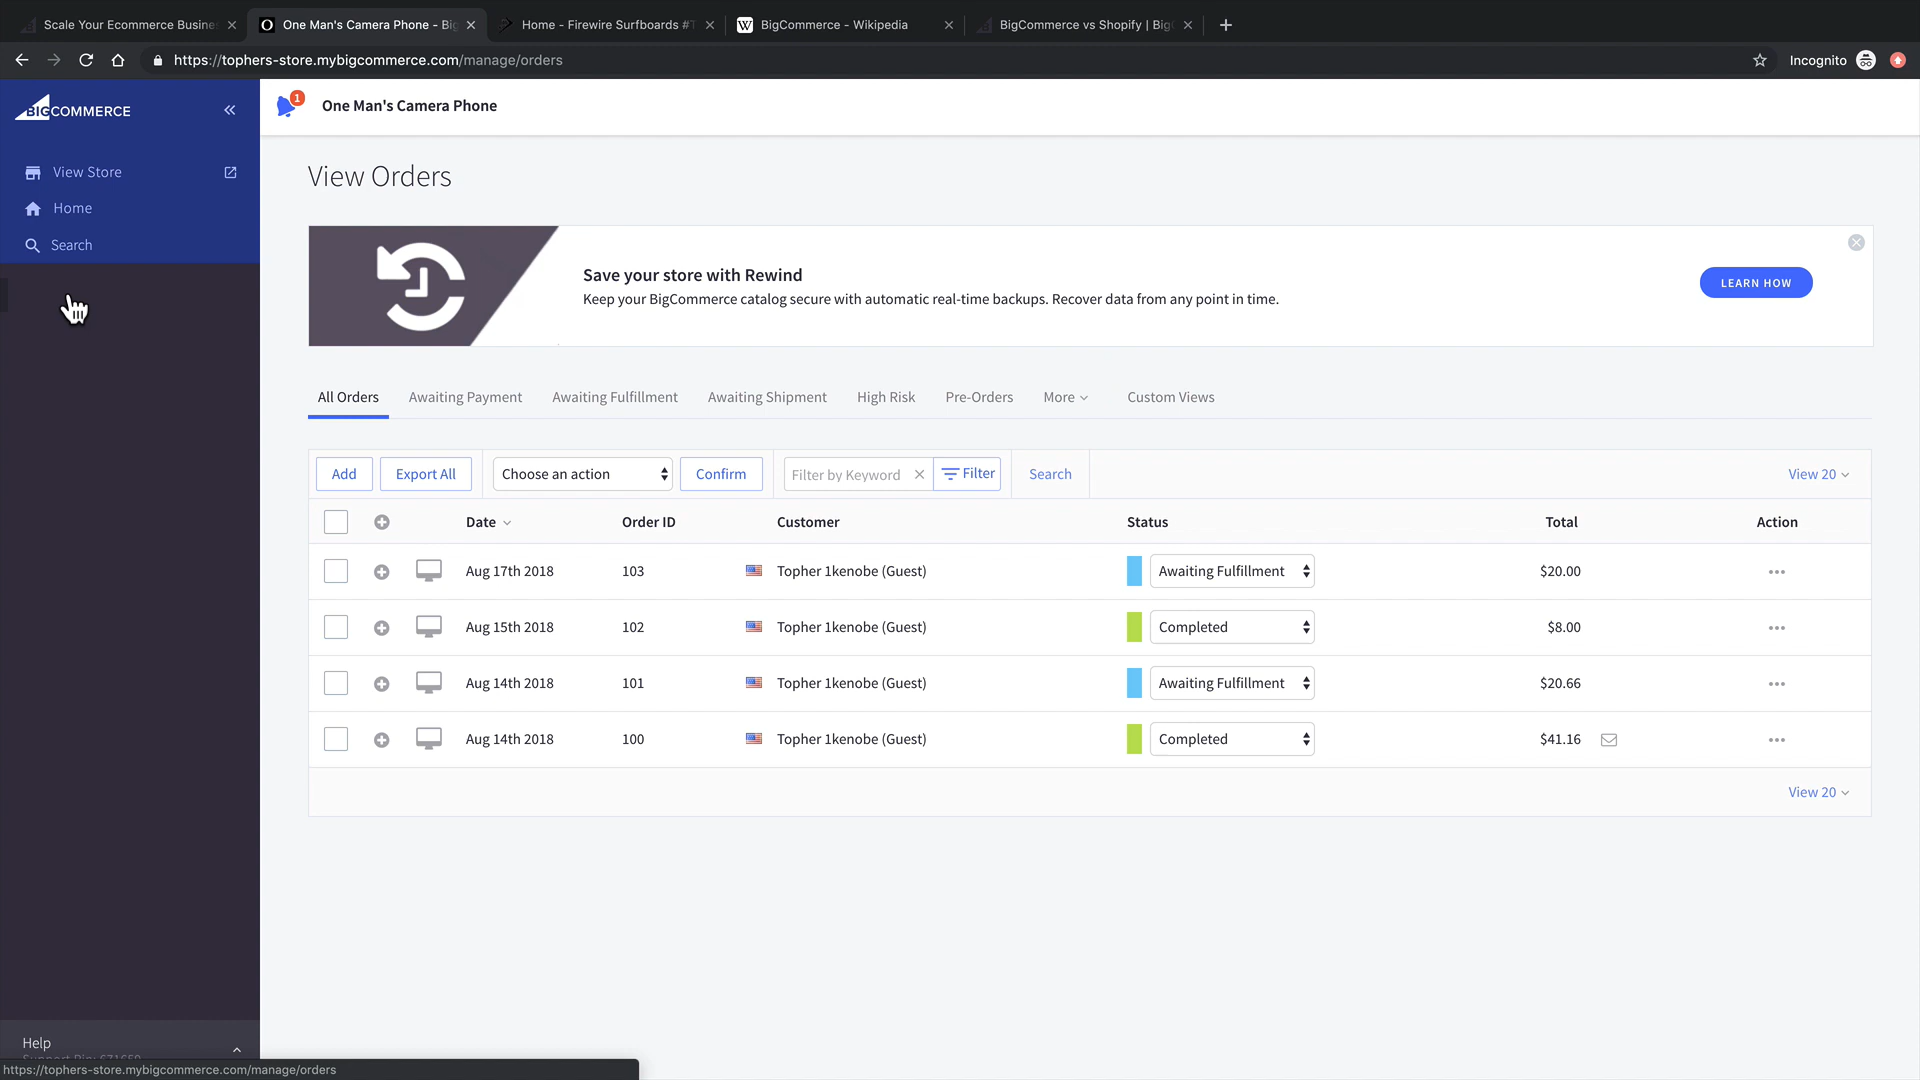 Scale Your Ecommerce Busine
One Man's Camera Phone - Big
Home - Firewire Surfboards #T
BigCommerce - Wikipedia
BigCommerce vs Shopify | Big
https://tophers-store.mybigcommerce.com/manage/orders
Incognito
BIGCOMMERCE
1
One Man's Camera Phone
View Store
Home
Search
View Orders
Save your store with Rewind
Keep your BigCommerce catalog secure with automatic real-time backups. Recover data from any point in time.
LEARN HOW
All Orders Awaiting Payment Awaiting Fulfillment Awaiting Shipment High Risk Pre-Orders More Custom Views
Add Export All Choose an action Confirm Filter by Keyword Filter Search View 20
Date Order ID Customer Status Total Action
Aug 17th 2018 103 Topher 1kenobe (Guest) Awaiting Fulfillment $20.00
Aug 15th 2018 102 Topher 1kenobe (Guest) Completed $8.00
Aug 14th 2018 101 Topher 1kenobe (Guest) Awaiting Fulfillment $20.66
Aug 14th 2018 100 Topher 1kenobe (Guest) Completed $41.16
View 20
Help
https://tophers-store.mybigcommerce.com/manage/orders